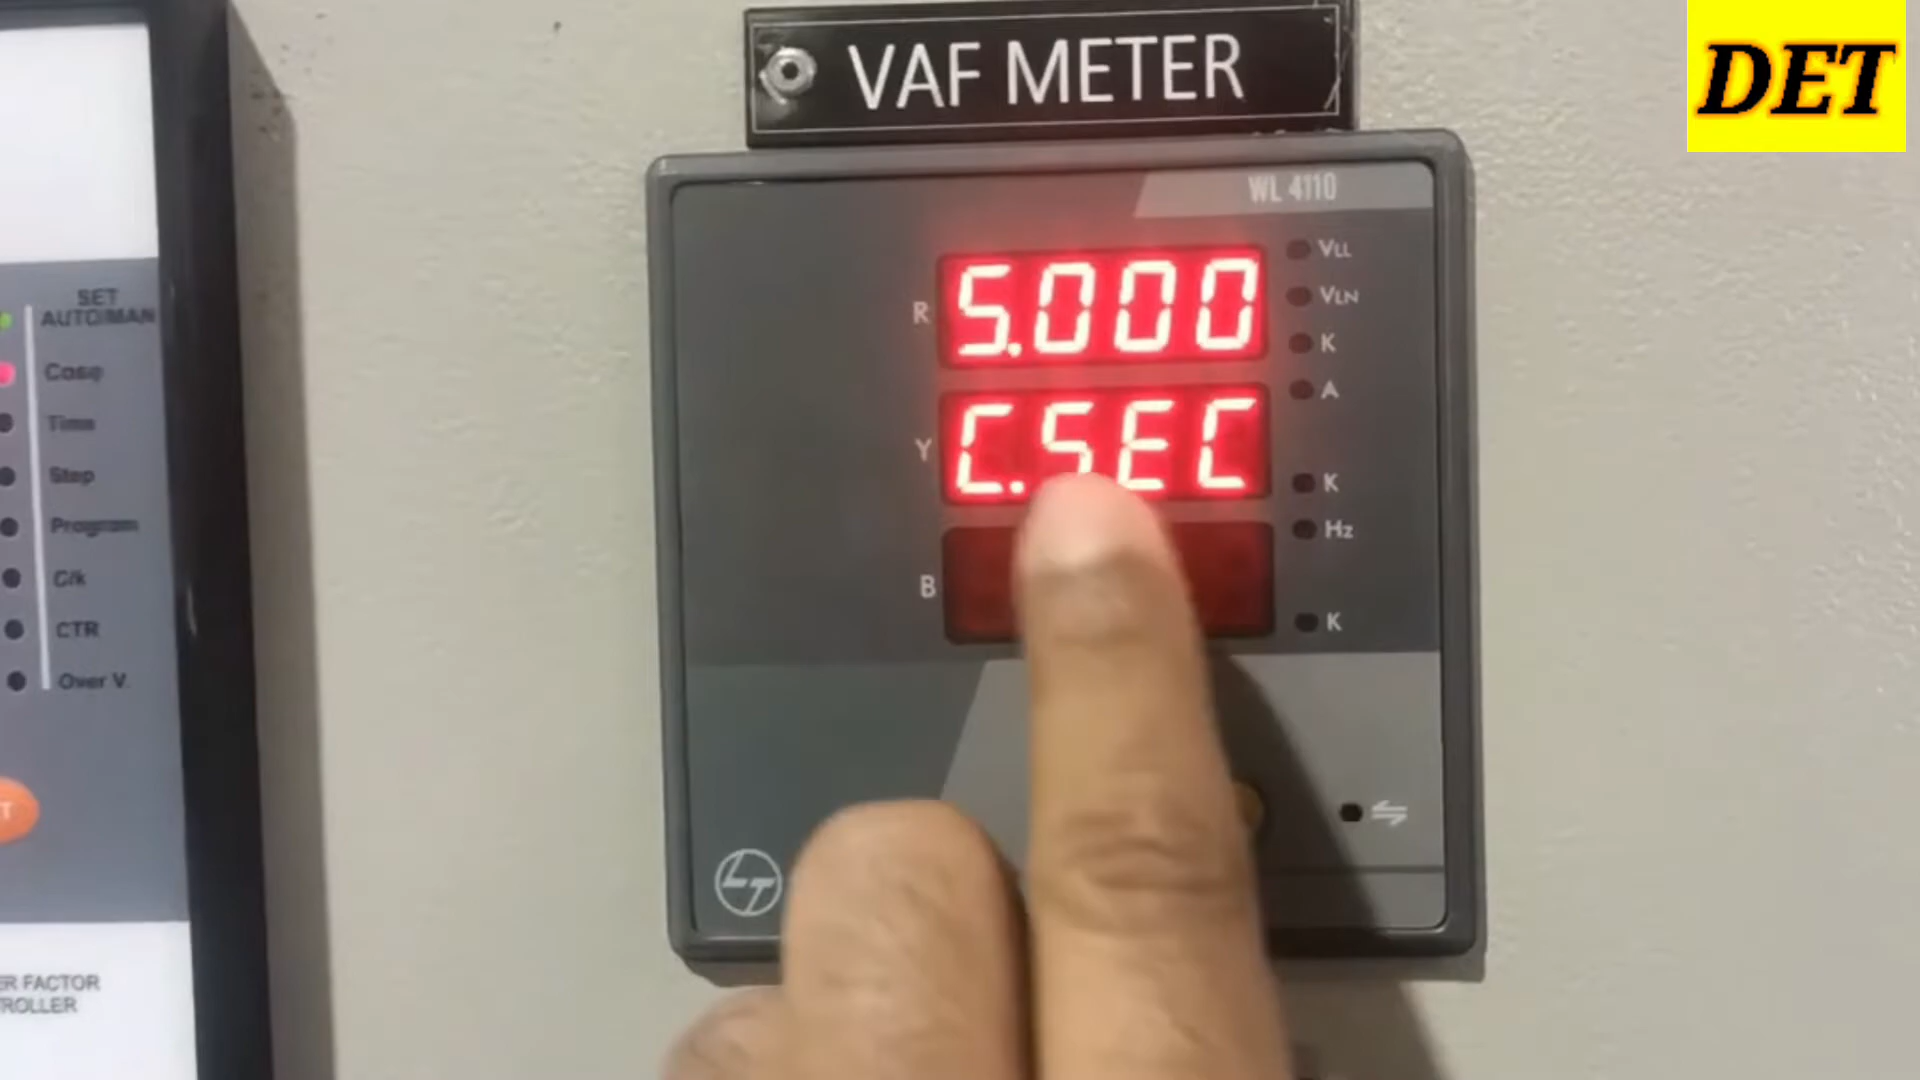 VAF METER
DET
WL 4110
VLL
VLN
R
5.000
K
A
Y
C.SEC
K
Hz
B
K
LT
SET
AUTO/MAN
Cosφ
Time
Step
Program
C/k
CTR
Over V.
T
ER FACTOR
TROLLER